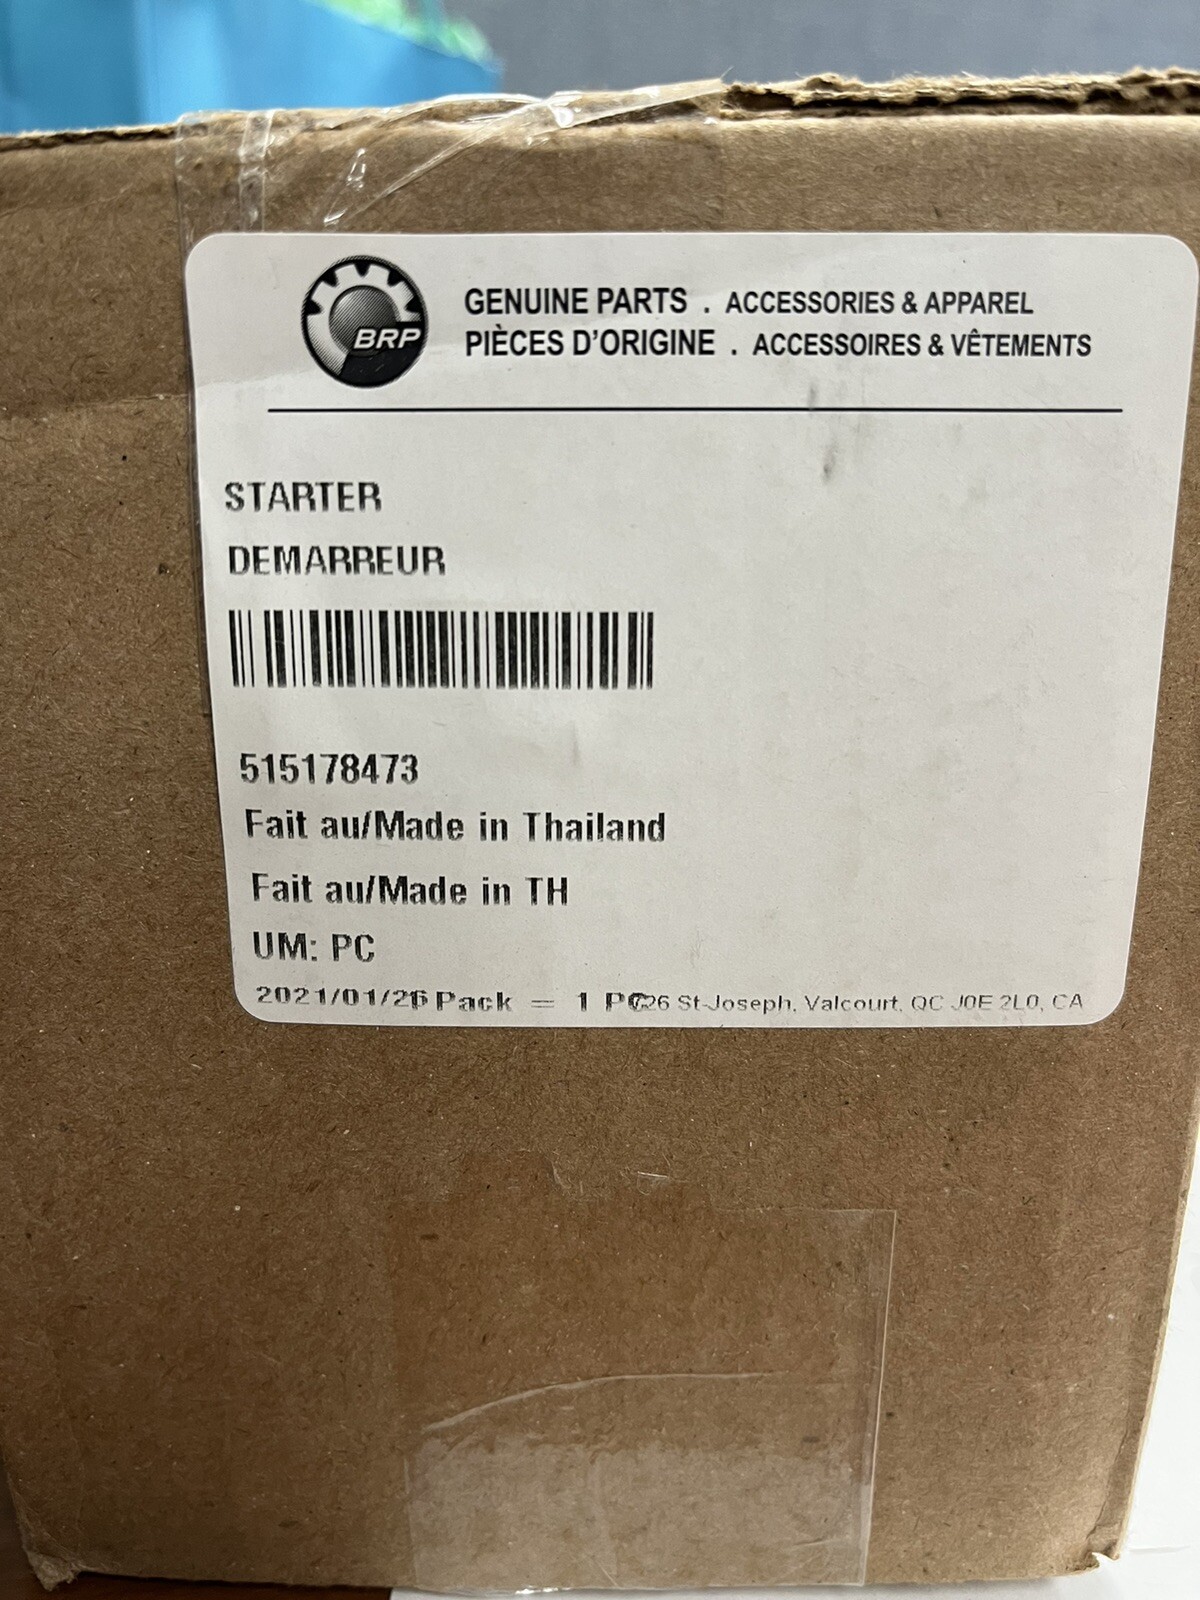 BRP
GENUINE PARTS . ACCESSORIES & APPAREL
PIÈCES D'ORIGINE . ACCESSOIRES & VÊTEMENTS
STARTER
DEMARREUR
515178473
Fait au/Made in Thailand
Fait au/Made in TH
UM: PC
2021/01/26 Pack = 1 PC 726 St-Joseph, Valcourt, QC J0E 2L0, CA